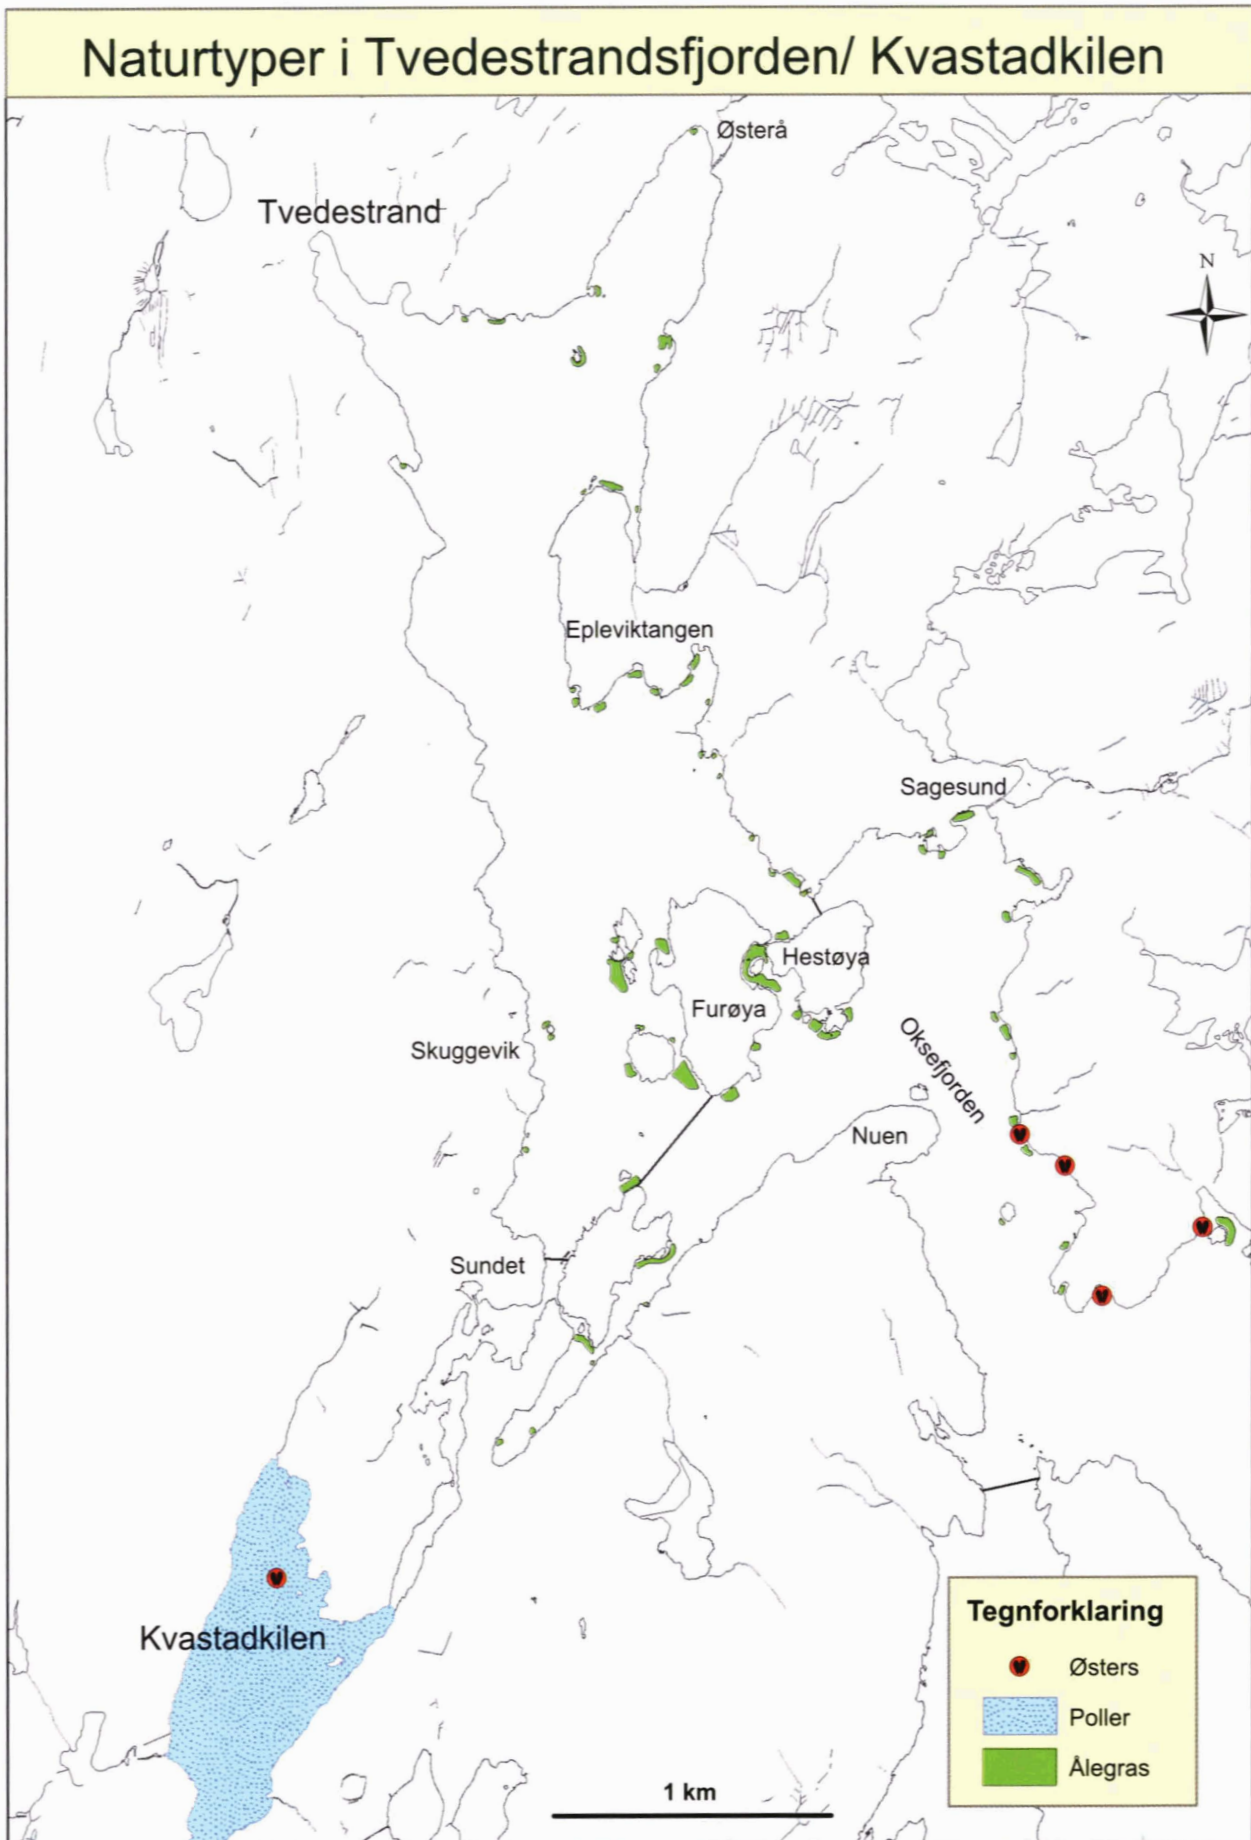 Naturtyper i Tvedestrandsfjorden/ Kvastadkilen
Østerå
Tvedestrand
N
Epleviktangen
Sagesund
Hestøya
Furøya
Skuggevik
Oksefjorden
Nuen
Sundet
Kvastadkilen
Tegnforklaring
Østers
Poller
Ålegras
1 km